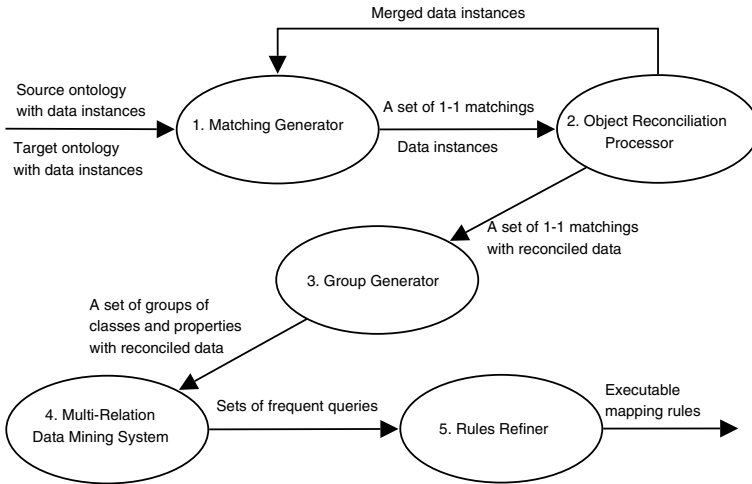 Merged data instances
Source ontology
with data instances
1. Matching Generator
A set of 1-1 matchings
2. Object Reconciliation
Processor
Target ontology
with data instances
Data instances
A set of 1-1 matchings
with reconciled data
3. Group Generator
A set of groups of
classes and properties
with reconciled data
4. Multi-Relation
Data Mining System
Sets of frequent queries
5. Rules Refiner
Executable
mapping rules